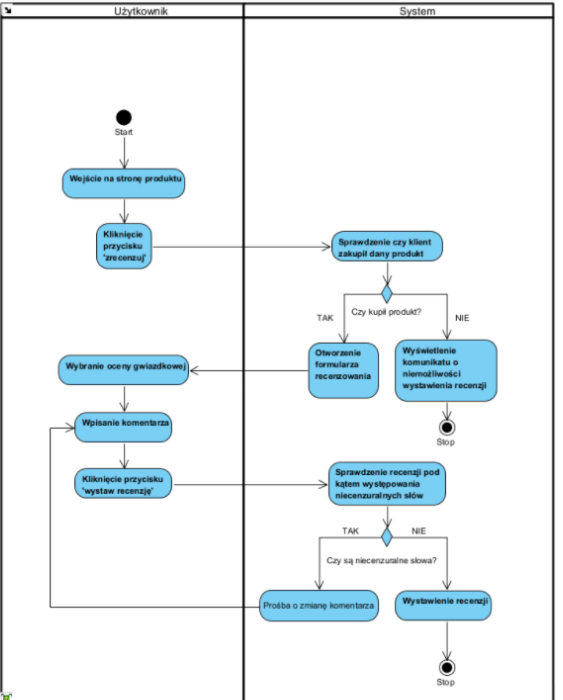 Użytkownik
System
Start
Wejście na stronę produktu
Kliknięcie
przycisku
'zrecenzuj'
Sprawdzenie czy klient
zakupił dany produkt
Czy kupił produkt?
TAK
NIE
Otworzenie
formularza
recenzowania
Wyświetlenie
komunikatu o
niemożliwości
wystawienia recenzji
Wybranie oceny gwiazdkowej
Stop
Wpisanie komentarza
Kliknięcie przycisku
'wystaw recenzję'
Sprawdzenie recenzji pod
kątem występowania
niecenzuralnych słów
TAK
NIE
Czy są niecenzuralne słowa?
Prośba o zmianę komentarza
Wystawienie recenzji
Stop